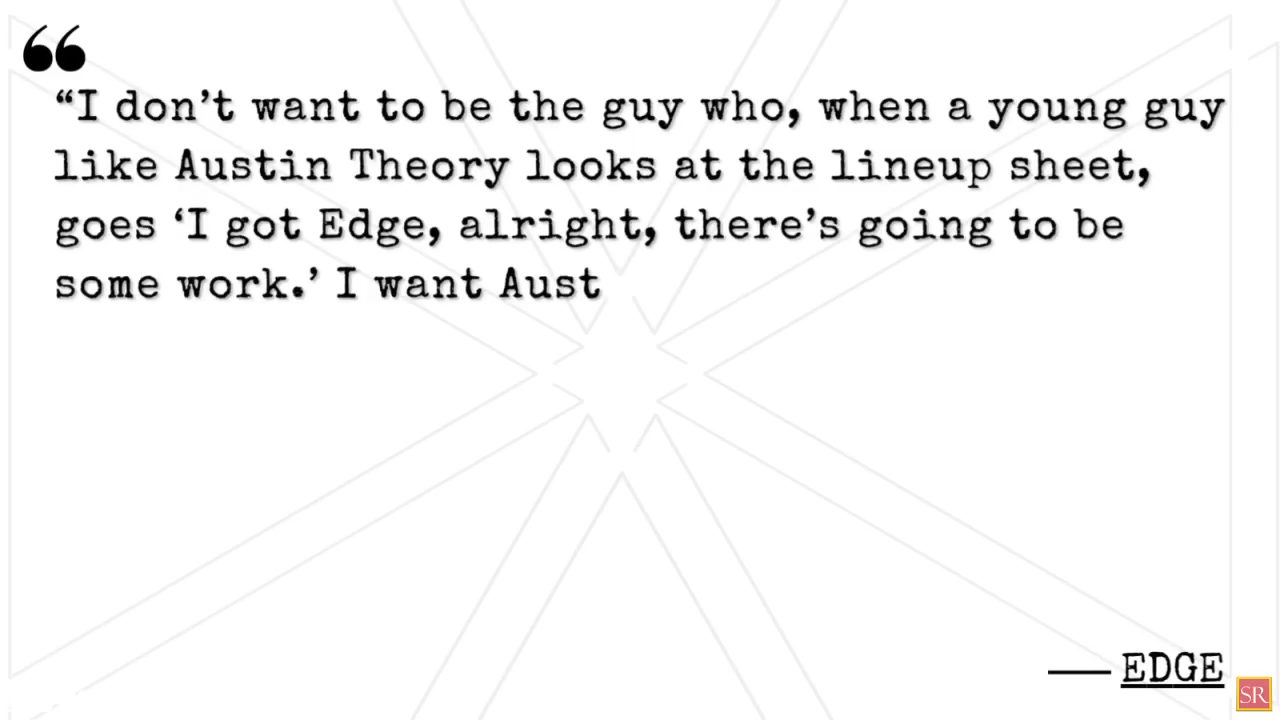 “I don’t want to be the guy who, when a young guy
like Austin Theory looks at the lineup sheet,
goes ‘I got Edge, alright, there’s going to be
some work.’ I want Aust
— EDGE
SR